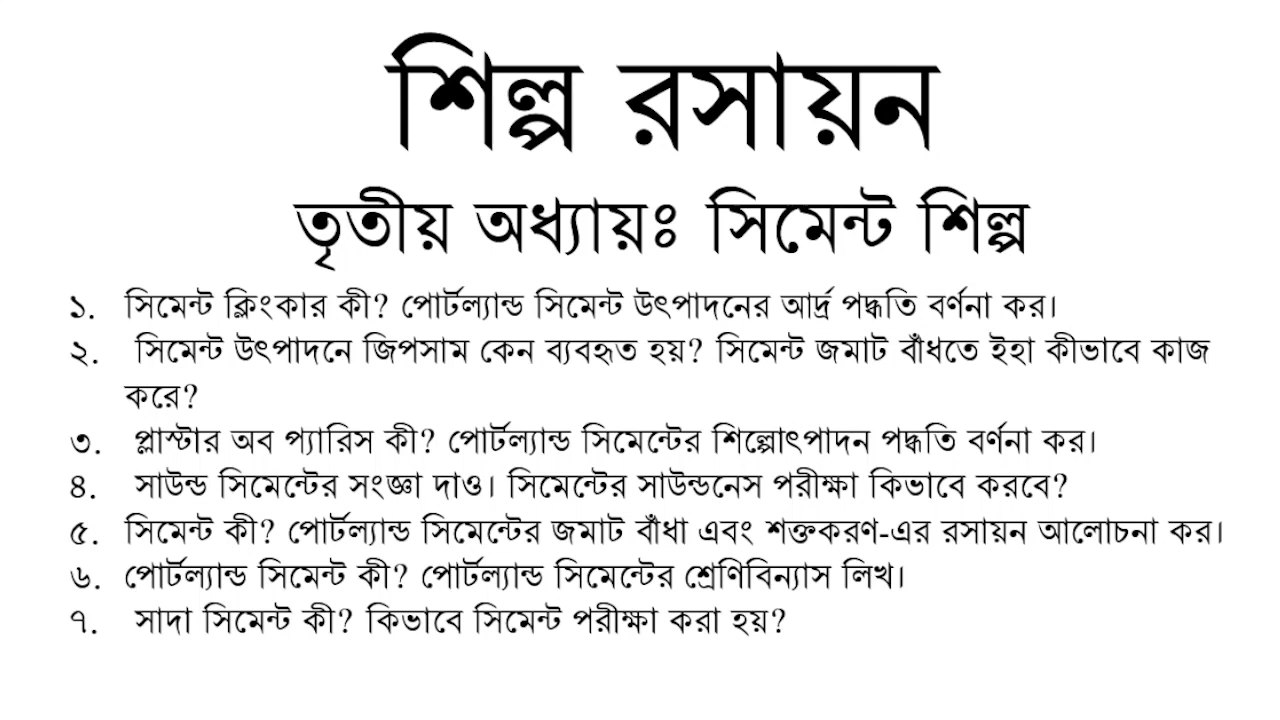 শিল্প রসায়ন
তৃতীয় অধ্যায়ঃ সিমেন্ট শিল্প
১. সিমেন্ট ক্লিংকার কী? পোর্টল্যান্ড সিমেন্ট উৎপাদনের আর্দ্র পদ্ধতি বর্ণনা কর।
২. সিমেন্ট উৎপাদনে জিপসাম কেন ব্যবহৃত হয়? সিমেন্ট জমাট বাঁধতে ইহা কীভাবে কাজ
করে?
৩. প্লাস্টার অব প্যারিস কী? পোর্টল্যান্ড সিমেন্টের শিল্পোৎপাদন পদ্ধতি বর্ণনা কর।
৪. সাউন্ড সিমেন্টের সংজ্ঞা দাও। সিমেন্টের সাউন্ডনেস পরীক্ষা কিভাবে করবে?
৫. সিমেন্ট কী? পোর্টল্যান্ড সিমেন্টের জমাট বাঁধা এবং শক্তকরণ-এর রসায়ন আলোচনা কর।
৬. পোর্টল্যান্ড সিমেন্ট কী? পোর্টল্যান্ড সিমেন্টের শ্রেণিবিন্যাস লিখ।
৭. সাদা সিমেন্ট কী? কিভাবে সিমেন্ট পরীক্ষা করা হয়?